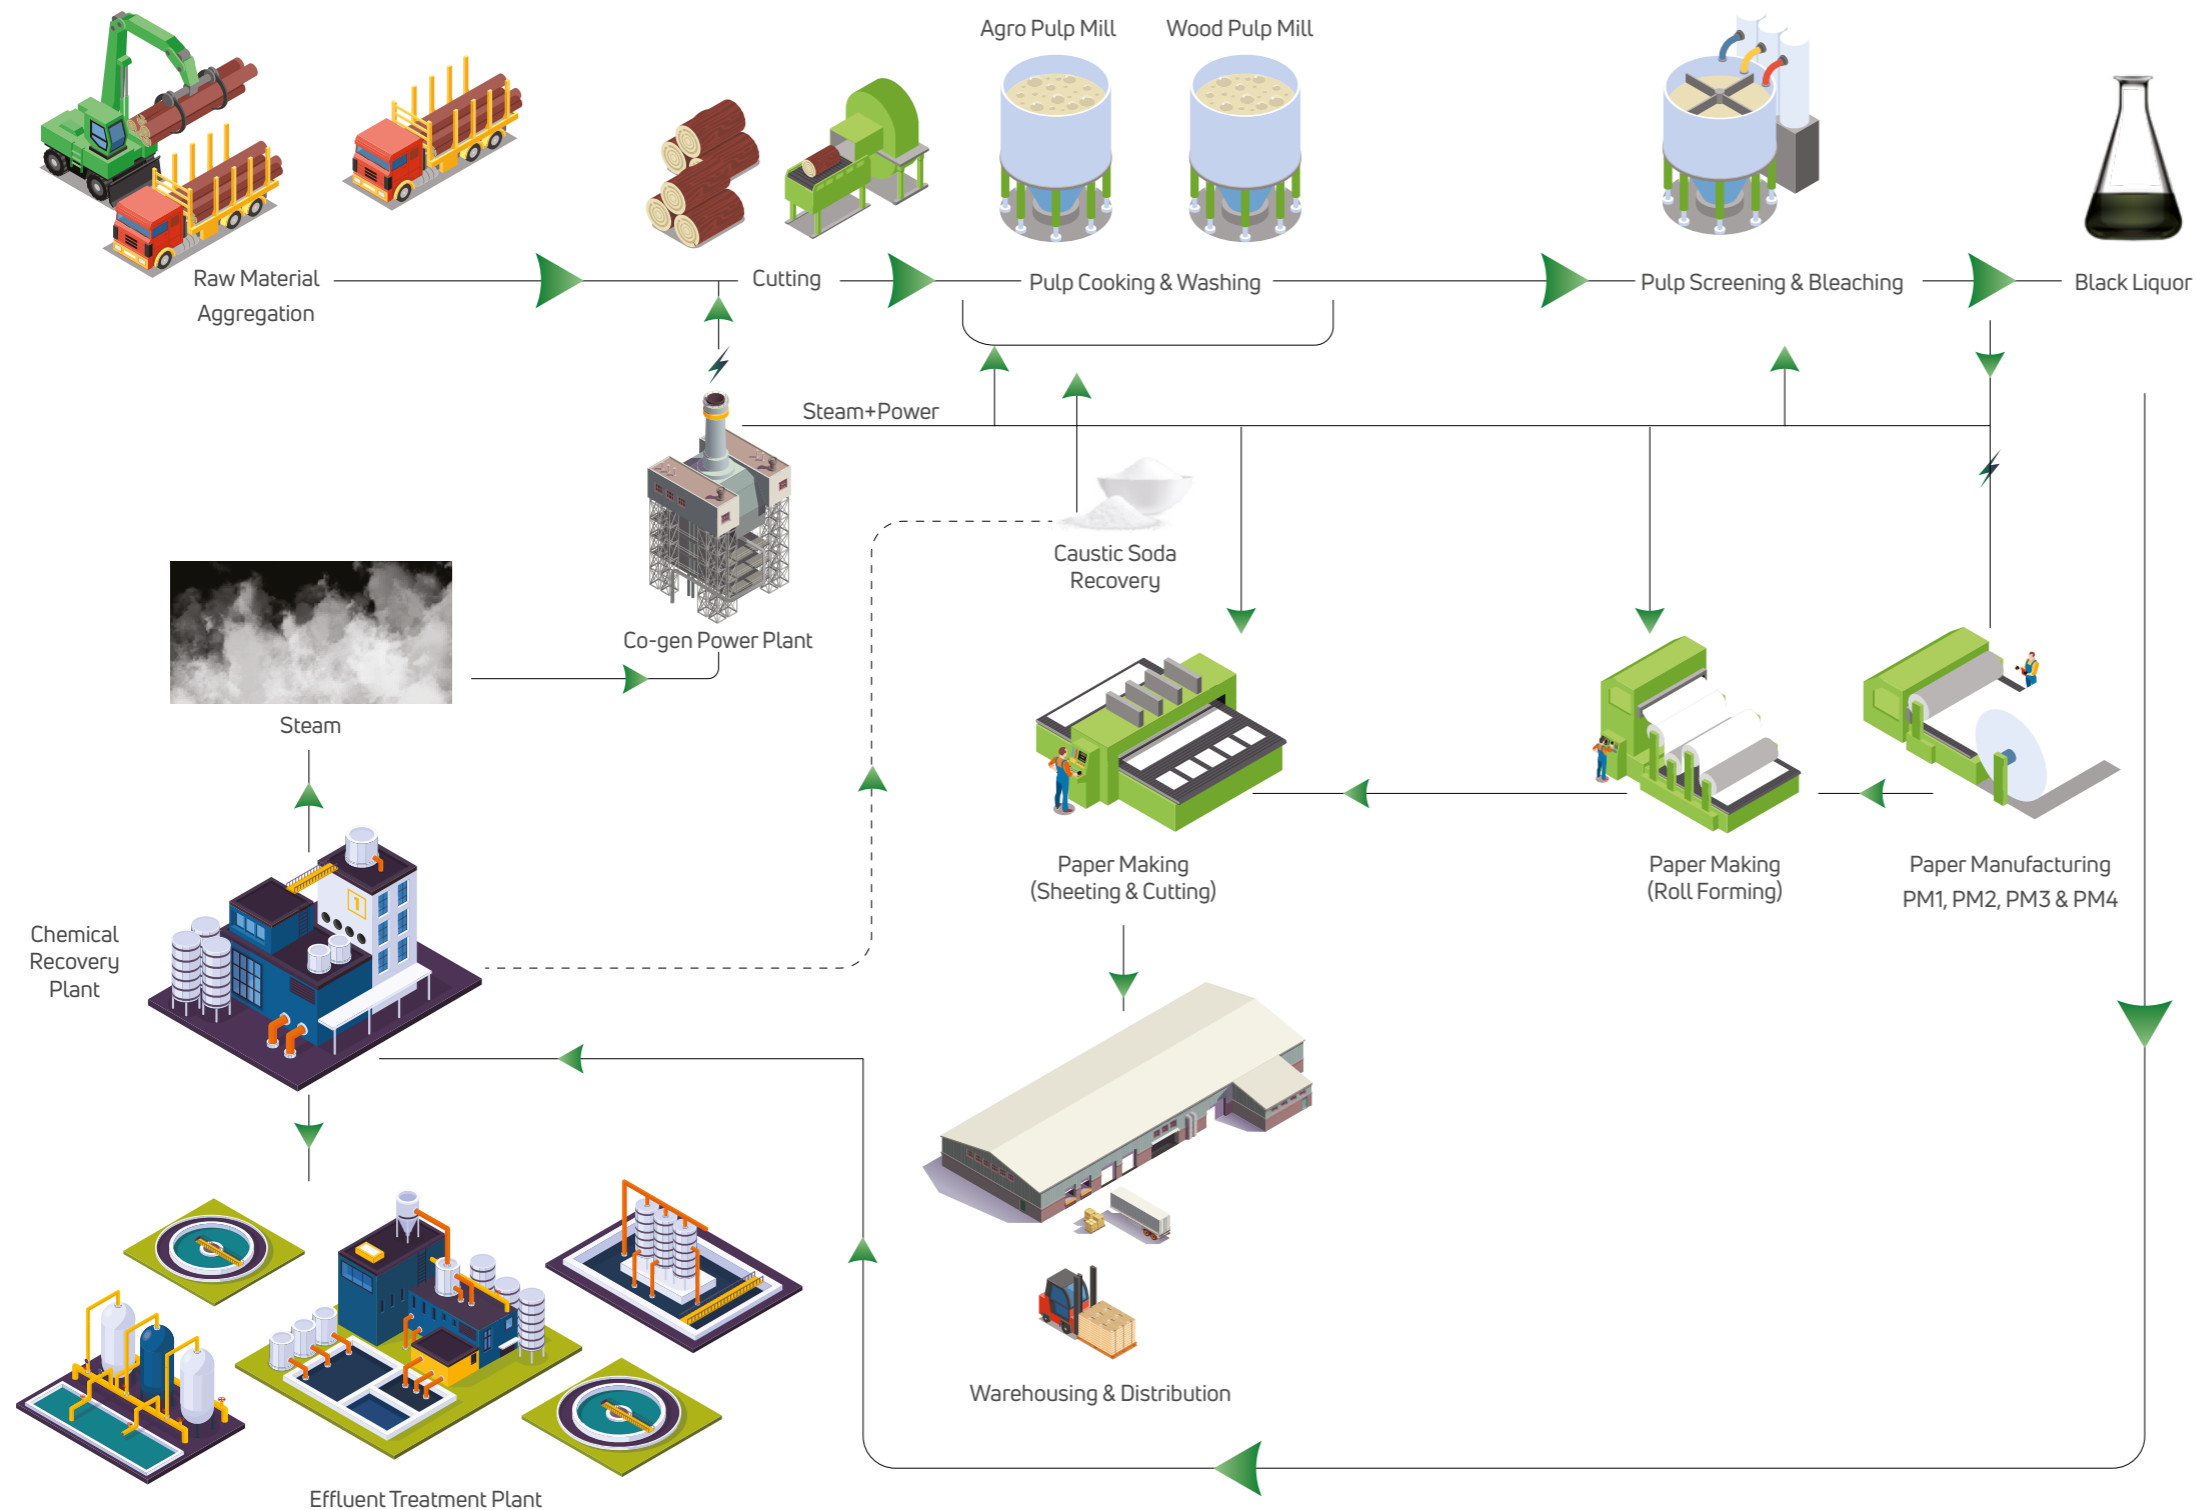 Agro Pulp Mill
Wood Pulp Mill
Raw Material
Aggregation
Cutting
Pulp Cooking & Washing
Pulp Screening & Bleaching
Black Liquor
Steam+Power
Caustic Soda
Recovery
Co-gen Power Plant
Steam
Paper Making
(Sheeting & Cutting)
Paper Making
(Roll Forming)
Paper Manufacturing
PM1, PM2, PM3 & PM4
1
Chemical
Recovery
Plant
Warehousing & Distribution
Effluent Treatment Plant